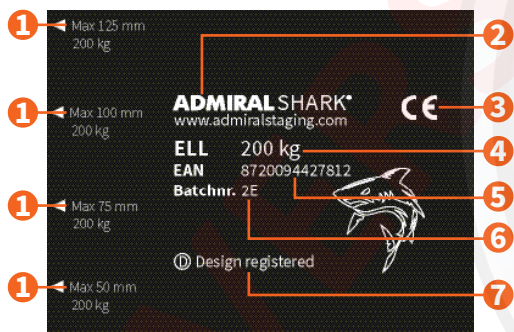 1 Max 125 mm
200 kg
2
ADMIRAL SHARK
www.admiralstaging.com
CE 3
1 Max 100 mm
200 kg
ELL 200 kg 4
EAN 8720094427812 5
Batchnr. 2E 6
1 Max 75 mm
200 kg
D Design registered 7
1 Max 50 mm
200 kg